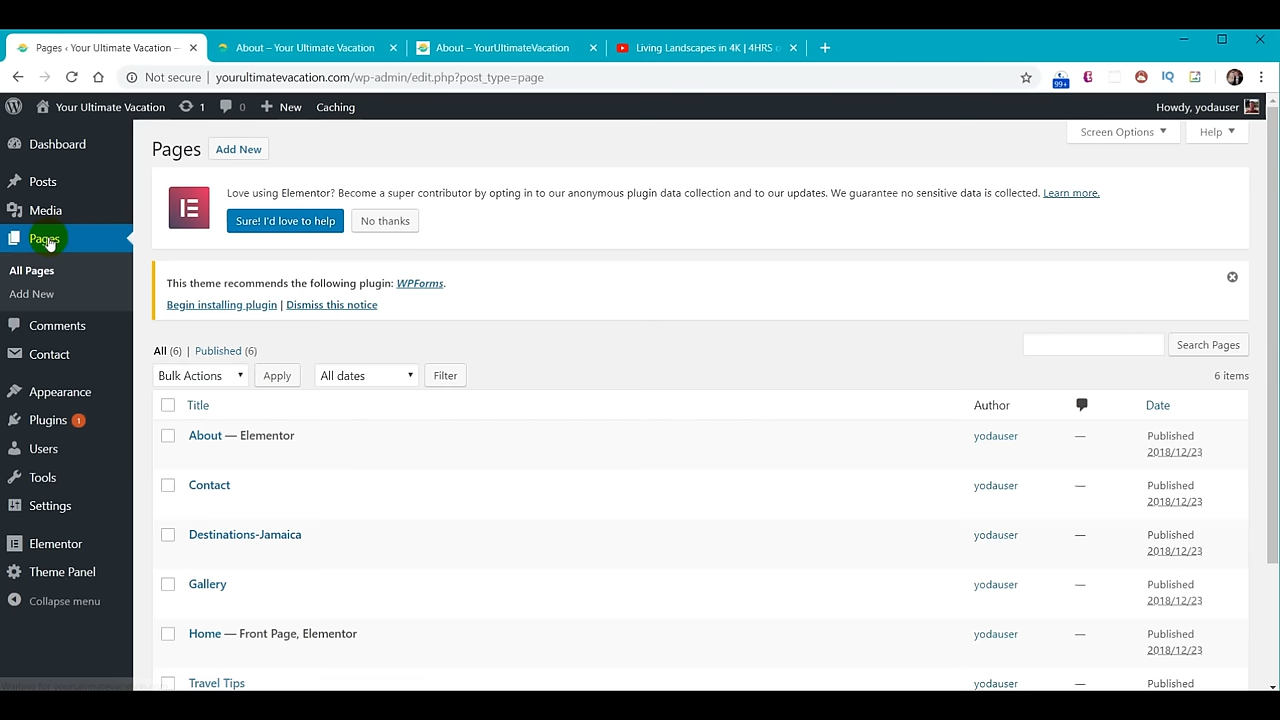 Pages ‹ Your Ultimate Vacation —
About – Your Ultimate Vacation
About – YourUltimateVacation
Living Landscapes in 4K | 4HRS
Not secure | yourultimatevacation.com/wp-admin/edit.php?post_type=page
99+
IQ
Your Ultimate Vacation 1 0 New Caching
Howdy, yodauser
Dashboard
Posts
Media
Pages
All Pages
Add New
Comments
Contact
Appearance
Plugins 1
Users
Tools
Settings
Elementor
Theme Panel
Collapse menu
Screen Options Help
Pages Add New
Love using Elementor? Become a super contributor by opting in to our anonymous plugin data collection and to our updates. We guarantee no sensitive data is collected. Learn more.
Sure! I'd love to help No thanks
This theme recommends the following plugin: WPForms.
Begin installing plugin | Dismiss this notice
All (6) | Published (6)
Search Pages
Bulk Actions Apply All dates Filter
6 items
Title Author Date
About — Elementor yodauser — Published
2018/12/23
Contact yodauser — Published
2018/12/23
Destinations-Jamaica yodauser — Published
2018/12/23
Gallery yodauser — Published
2018/12/23
Home — Front Page, Elementor yodauser — Published
2018/12/23
Travel Tips yodauser — Published